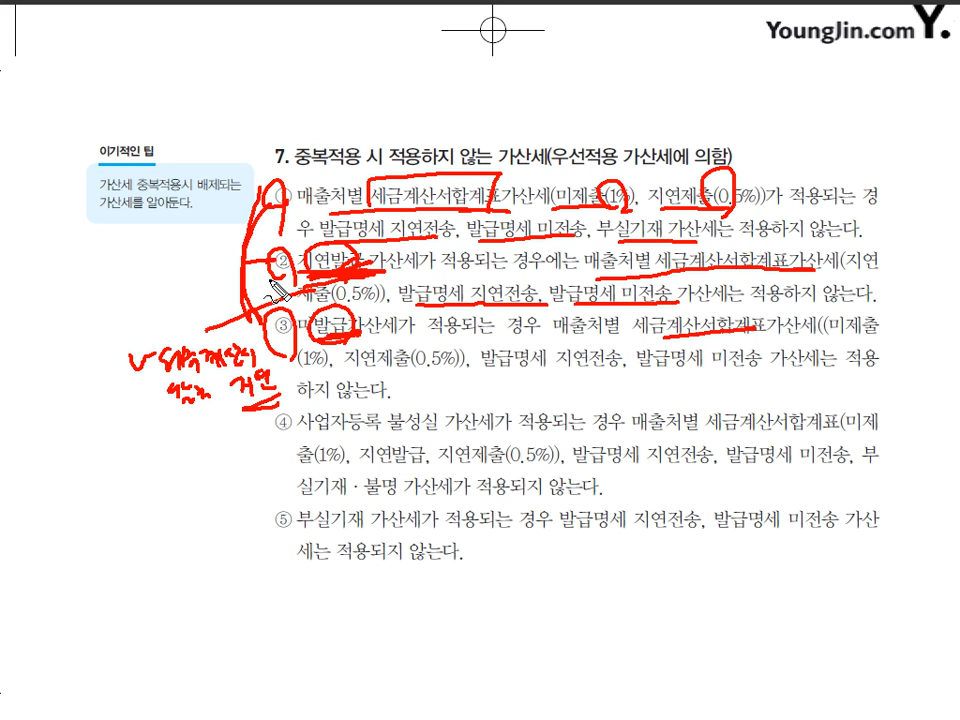 YoungJin.com Y.
이기적인 팁
가산세 중복적용시 배제되는
가산세를 알아둔다.
7. 중복적용 시 적용하지 않는 가산세(우선적용 가산세에 의함)
① 매출처별 세금계산서합계표가산세(미제출(1%), 지연제출(0.5%))가 적용되는 경
우 발급명세 지연전송, 발급명세 미전송, 부실기재 가산세는 적용하지 않는다.
② 지연발급 가산세가 적용되는 경우에는 매출처별 세금계산서합계표가산세(지연
제출(0.5%)), 발급명세 지연전송, 발급명세 미전송 가산세는 적용하지 않는다.
③ 미발급가산세가 적용되는 경우 매출처별 세금계산서합계표가산세((미제출
(1%), 지연제출(0.5%)), 발급명세 지연전송, 발급명세 미전송 가산세는 적용
하지 않는다.
④ 사업자등록 불성실 가산세가 적용되는 경우 매출처별 세금계산서합계표(미제
출(1%), 지연발급, 지연제출(0.5%)), 발급명세 지연전송, 발급명세 미전송, 부
실기재 · 불명 가산세가 적용되지 않는다.
⑤ 부실기재 가산세가 적용되는 경우 발급명세 지연전송, 발급명세 미전송 가산
세는 적용되지 않는다.